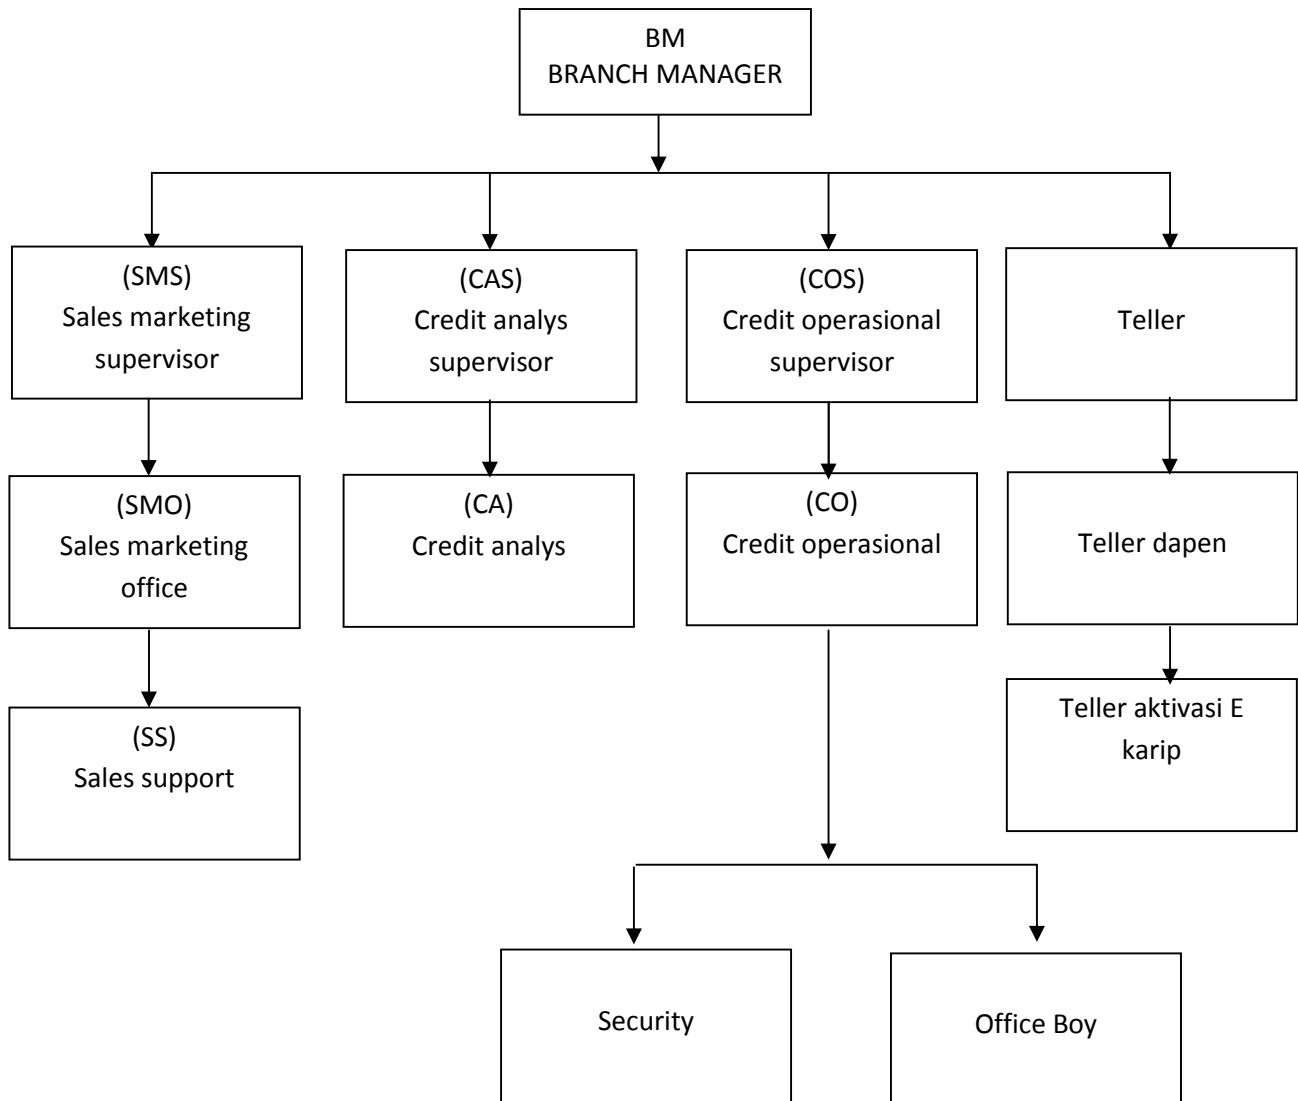 BM
BRANCH MANAGER
(SMS)
Sales marketing
supervisor
(CAS)
Credit analys
supervisor
(COS)
Credit operasional
supervisor
Teller
(SMO)
Sales marketing
office
(CA)
Credit analys
(CO)
Credit operasional
Teller dapen
(SS)
Sales support
Teller aktivasi E
karip
Security
Office Boy